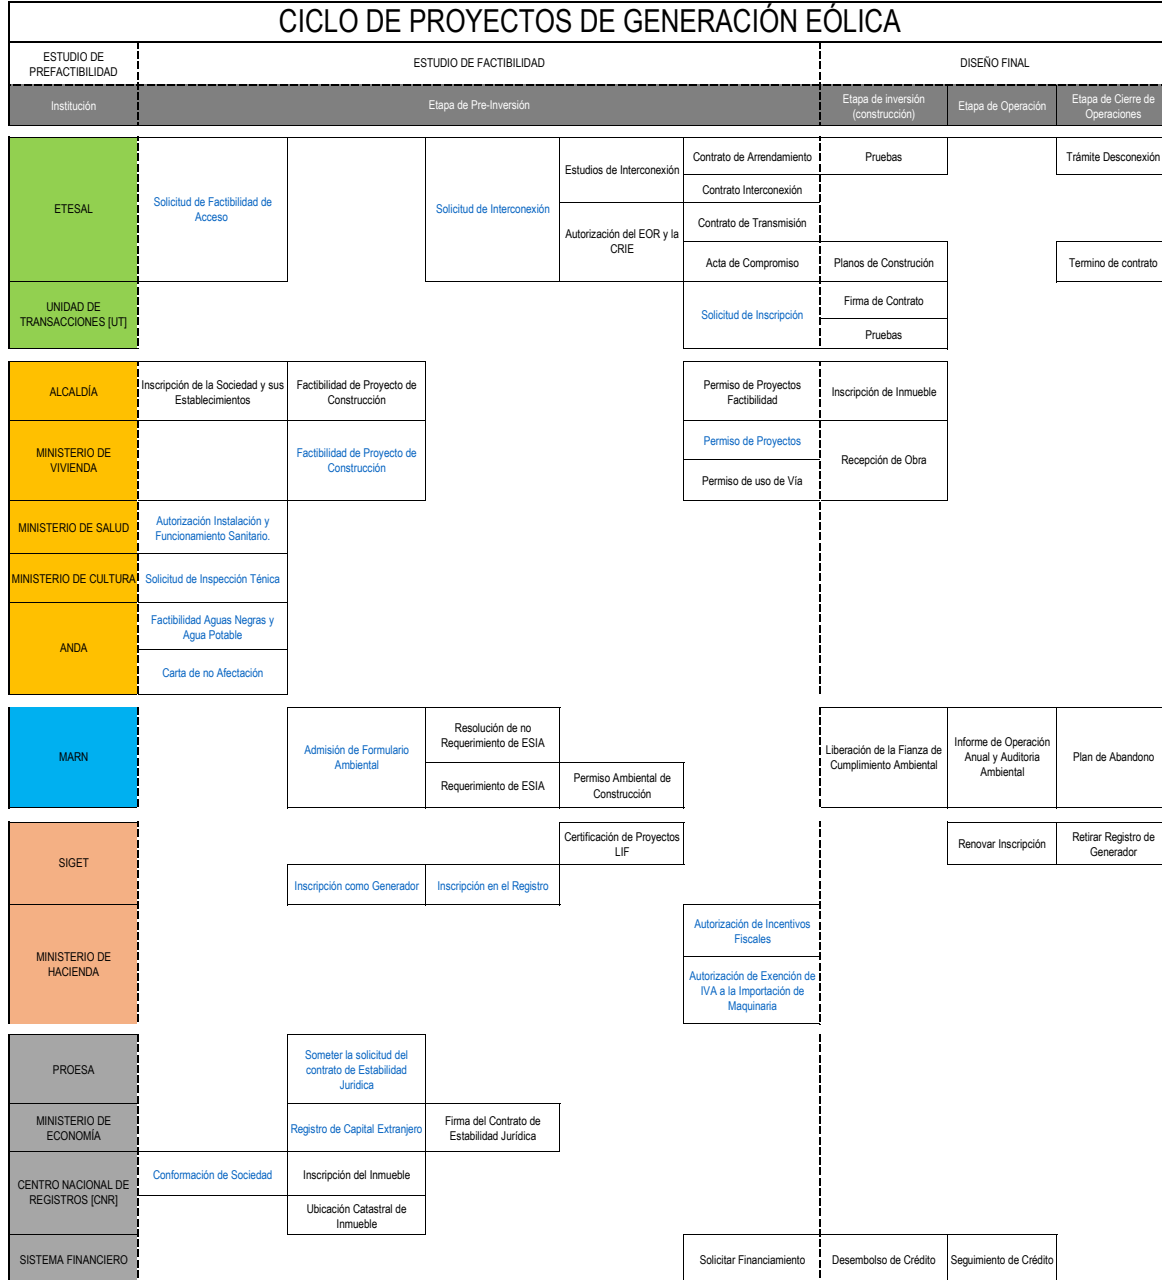 CICLO DE PROYECTOS DE GENERACIÓN EÓLICA
ESTUDIO DE
PREFACTIBILIDAD
ESTUDIO DE FACTIBILIDAD
DISEÑO FINAL
Institución
Etapa de Pre-Inversión
Etapa de inversión
(construcción)
Etapa de Operación
Etapa de Cierre de
Operaciones
ETESAL
Solicitud de Factibilidad de
Acceso
Solicitud de Interconexión
Estudios de Interconexión
Autorización del EOR y la
CRIE
Contrato de Arrendamiento
Contrato Interconexión
Contrato de Transmisión
Acta de Compromiso
Pruebas
Planos de Construción
Trámite Desconexión
Termino de contrato
UNIDAD DE
TRANSACCIONES [UT]
Solicitud de Inscripción
Firma de Contrato
Pruebas
ALCALDÍA
Inscripción de la Sociedad y sus
Establecimientos
Factibilidad de Proyecto de
Construcción
Permiso de Proyectos
Factibilidad
Inscripción de Inmueble
MINISTERIO DE
VIVIENDA
Factibilidad de Proyecto de
Construcción
Permiso de Proyectos
Permiso de uso de Vía
Recepción de Obra
MINISTERIO DE SALUD
Autorización Instalación y
Funcionamiento Sanitario.
MINISTERIO DE CULTURA
Solicitud de Inspección Ténica
ANDA
Factibilidad Aguas Negras y
Agua Potable
Carta de no Afectación
MARN
Admisión de Formulario
Ambiental
Resolución de no
Requerimiento de ESIA
Requerimiento de ESIA
Permiso Ambiental de
Construcción
Liberación de la Fianza de
Cumplimiento Ambiental
Informe de Operación
Anual y Auditoria
Ambiental
Plan de Abandono
SIGET
Certificación de Proyectos
LIF
Renovar Inscripción
Retirar Registro de
Generador
Inscripción como Generador
Inscripción en el Registro
MINISTERIO DE
HACIENDA
Autorización de Incentivos
Fiscales
Autorización de Exención de
IVA a la Importación de
Maquinaria
PROESA
Someter la solicitud del
contrato de Estabilidad
Juridica
MINISTERIO DE
ECONOMÍA
Registro de Capital Extranjero
Firma del Contrato de
Estabilidad Jurídica
CENTRO NACIONAL DE
REGISTROS [CNR]
Conformación de Sociedad
Inscripción del Inmueble
Ubicación Catastral de
Inmueble
SISTEMA FINANCIERO
Solicitar Financiamiento
Desembolso de Crédito
Seguimiento de Crédito